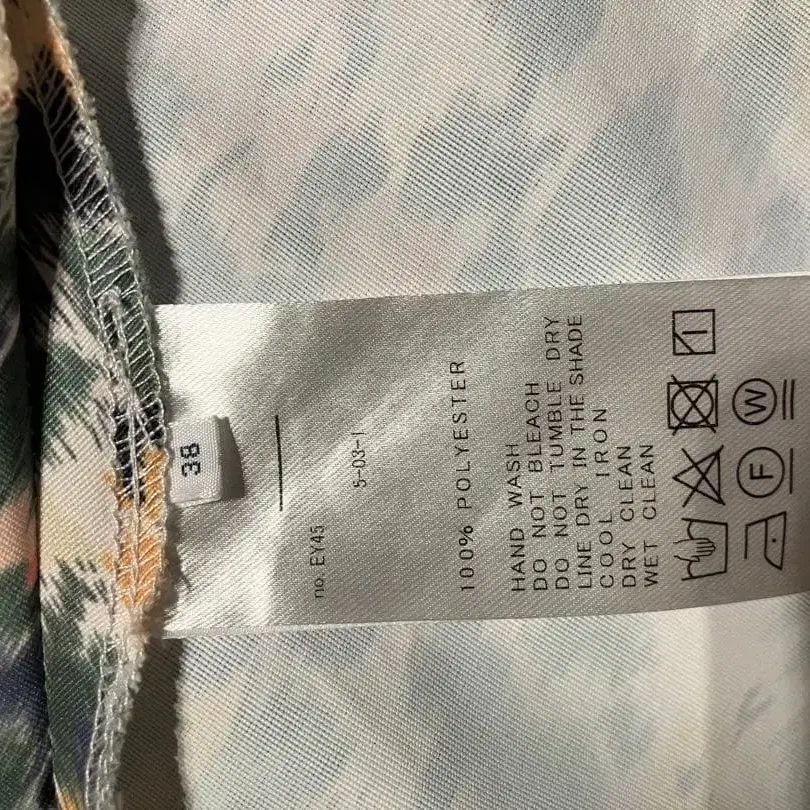 38
no. EY45
5-03-1
100% POLYESTER
HAND WASH
DO NOT BLEACH
DO NOT TUMBLE DRY
LINE DRY IN THE SHADE
COOL IRON
DRY CLEAN
WET CLEAN
F
W